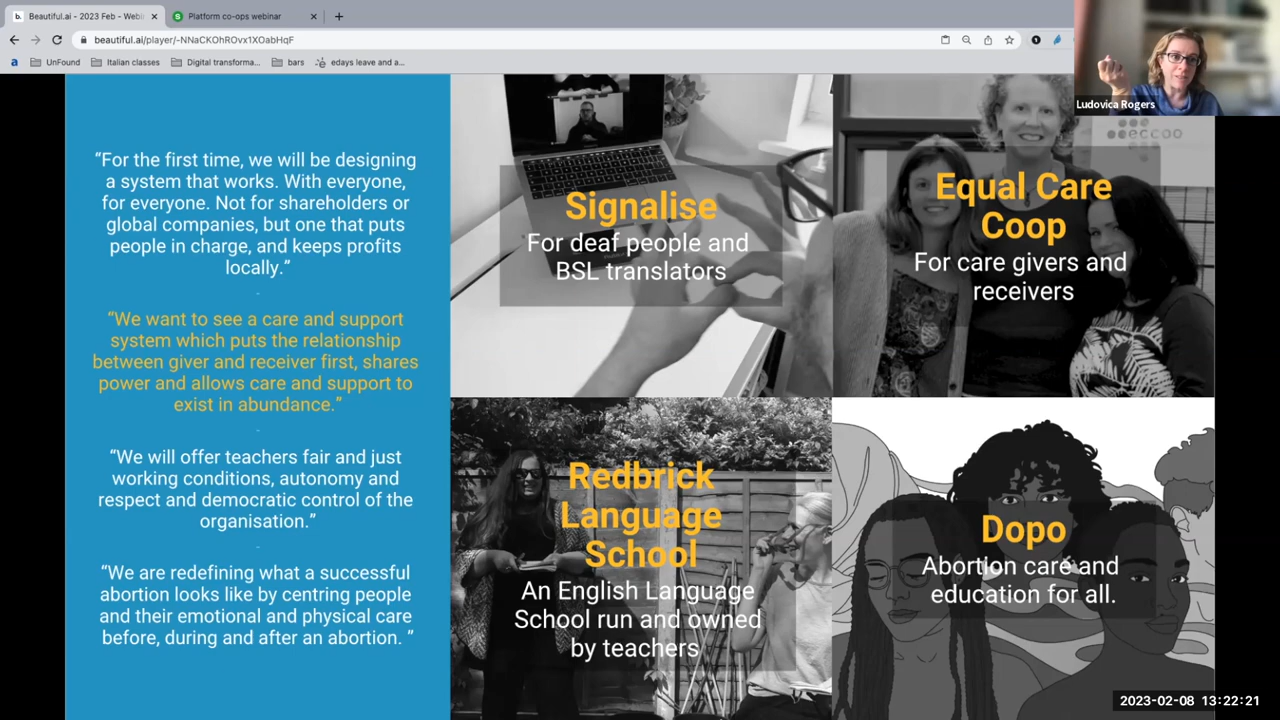 Beautiful.ai - 2023 Feb - Webi
Platform co-ops webinar
beautiful.ai/player/-NNaCKOhROvx1XOabHqF
UnFound
Italian classes
Digital transforma...
bars
edays leave and a...
Ludovica Rogers
“For the first time, we will be designing
a system that works. With everyone,
for everyone. Not for shareholders or
global companies, but one that puts
people in charge, and keeps profits
locally.”
-
“We want to see a care and support
system which puts the relationship
between giver and receiver first, shares
power and allows care and support to
exist in abundance.”
-
“We will offer teachers fair and just
working conditions, autonomy and
respect and democratic control of the
organisation.”
-
“We are redefining what a successful
abortion looks like by centring people
and their emotional and physical care
before, during and after an abortion. ”
Signalise
For deaf people and
BSL translators
Equal Care
Coop
For care givers and
receivers
Redbrick
Language
School
An English Language
School run and owned
by teachers
Dopo
Abortion care and
education for all.
2023-02-08 13:22:21